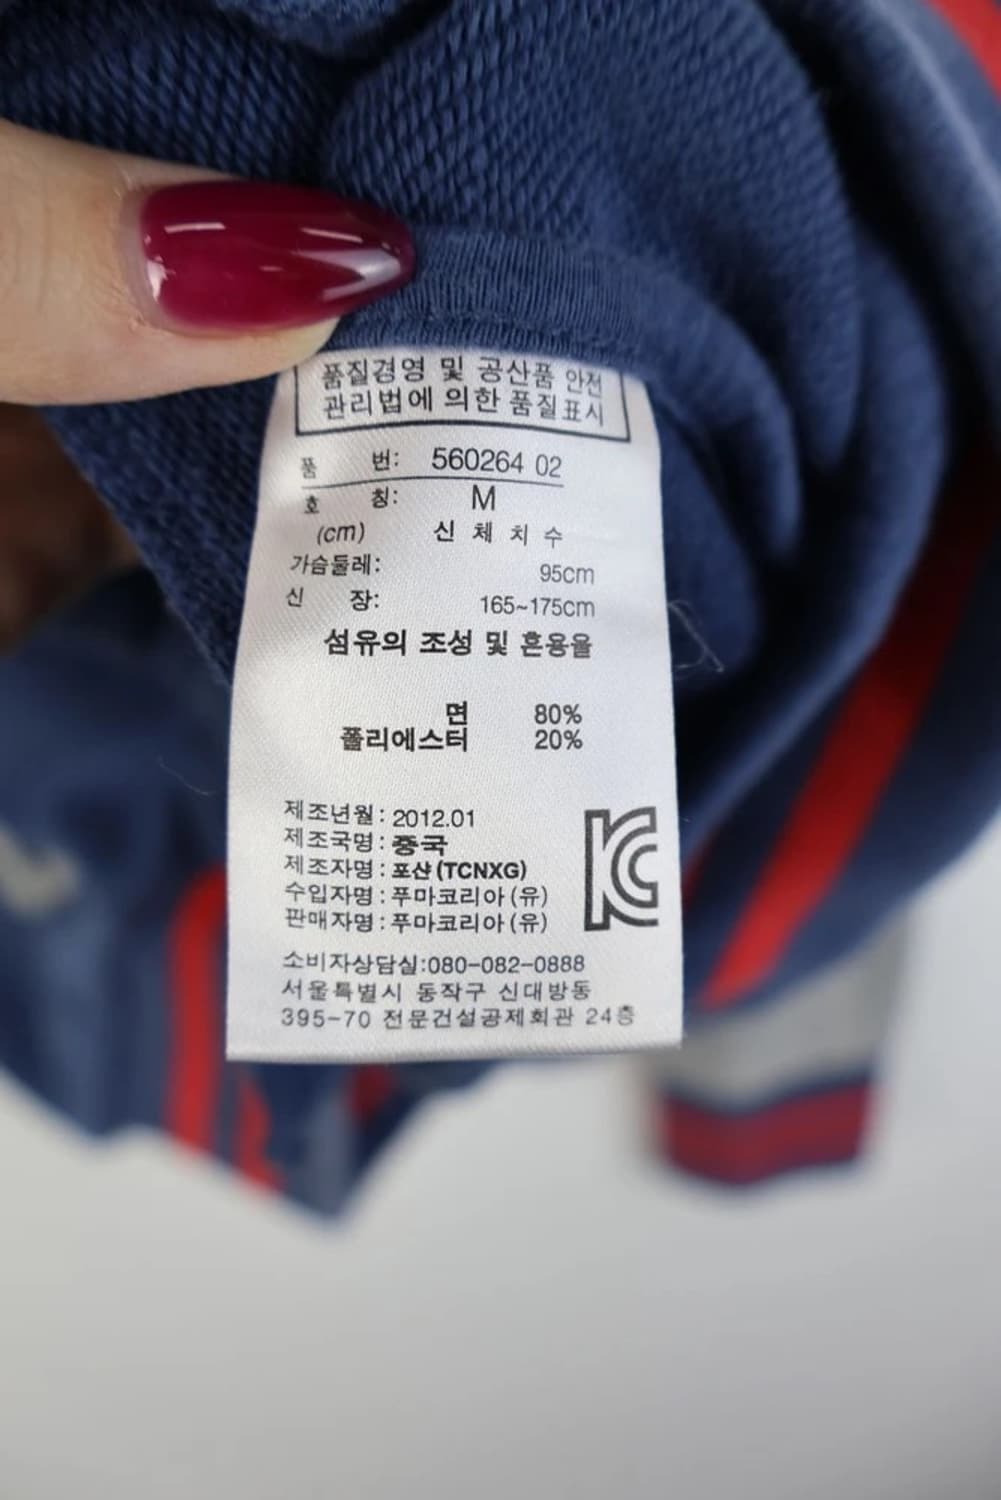 품질경영 및 공산품 안전
관리법에 의한 품질표시
품 번: 560264 02
호 칭: M
(cm) 신 체 치 수
가슴둘레: 95cm
신 장: 165~175cm
섬유의 조성 및 혼용율
면 80%
폴리에스터 20%
제조년월: 2012.01
제조국명: 중국
제조자명: 포샨 (TCNXG)
수입자명: 푸마코리아 (유)
판매자명: 푸마코리아 (유)
소비자상담실:080-082-0888
서울특별시 동작구 신대방동
395-70 전문건설공제회관 24층